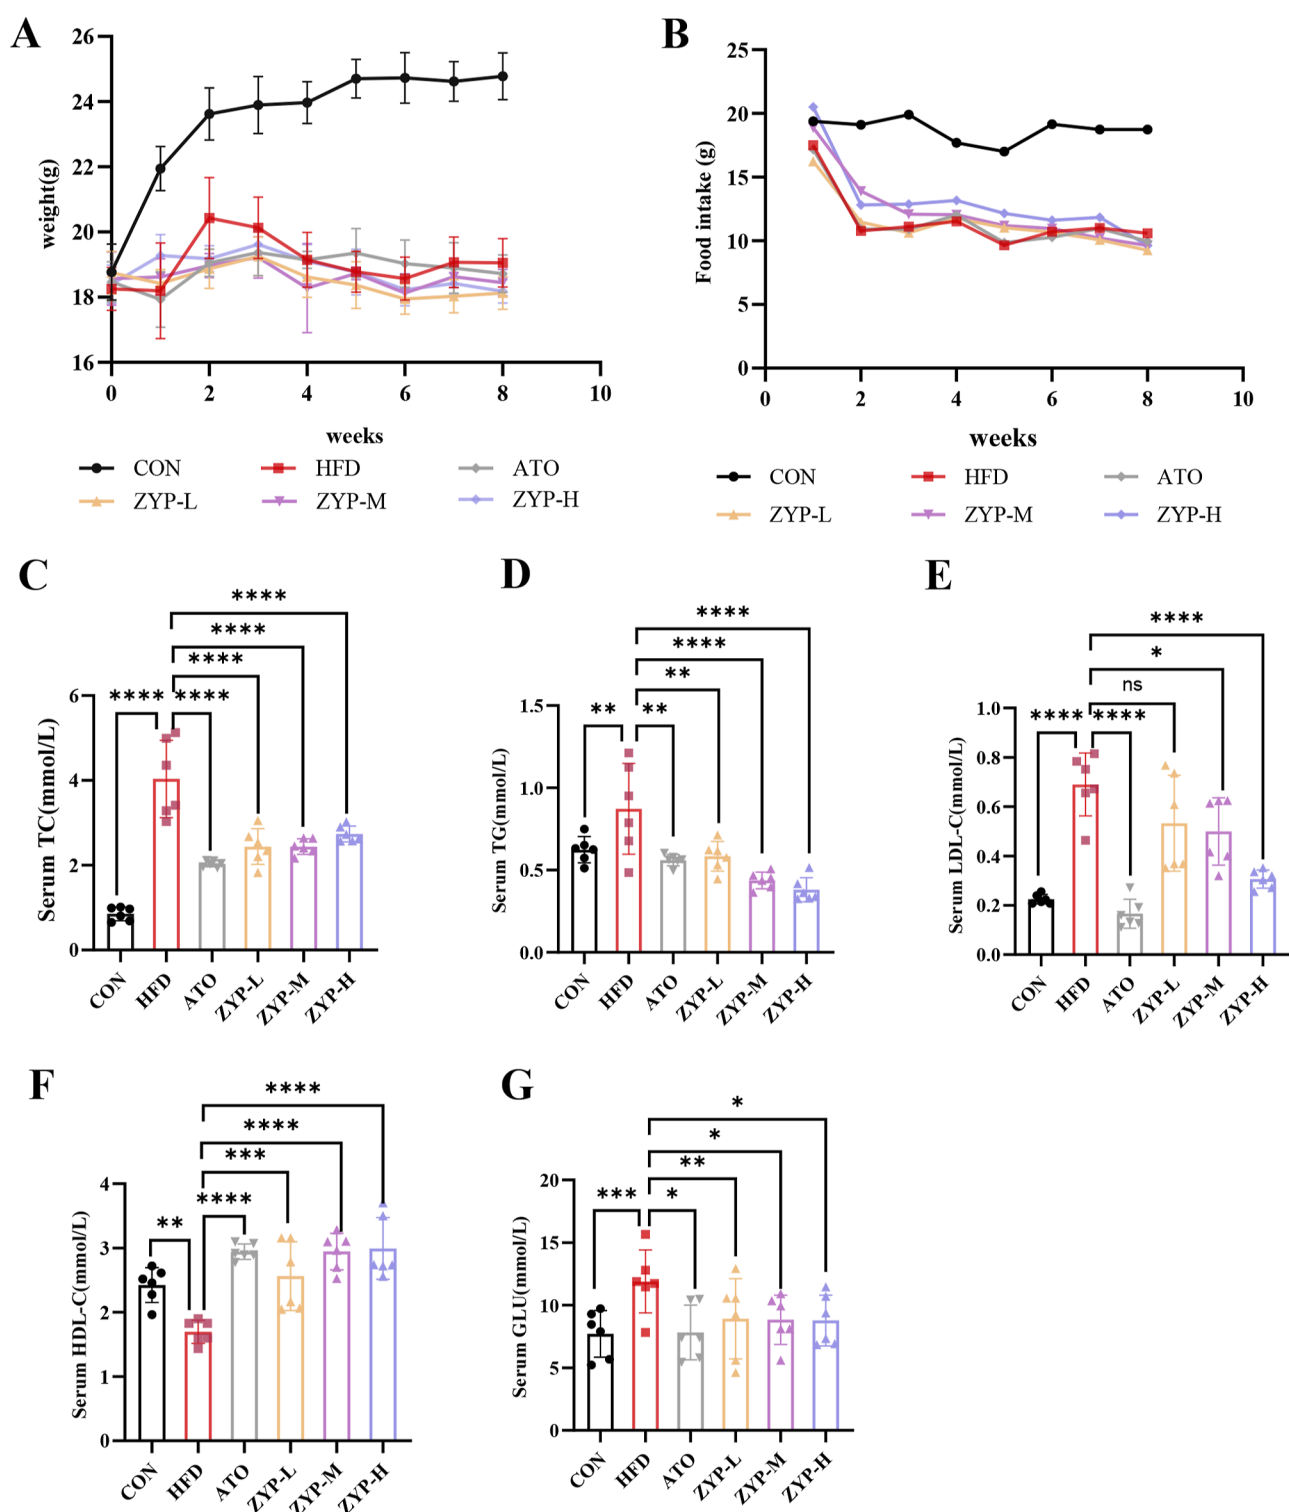 A
26
24
22
20
18
16
weight(g)
0 2 4 6 8 10
weeks
CON HFD ATO
ZYP-L ZYP-M ZYP-H
B
25
20
15
10
5
0
Food intake (g)
0 2 4 6 8 10
weeks
CON HFD ATO
ZYP-L ZYP-M ZYP-H
C
****
****
****
**** ****
6
4
2
0
Serum TC(mmol/L)
CON HFD ATO ZYP-L ZYP-M ZYP-H
D
****
****
**
** **
1.5
1.0
0.5
0.0
Serum TG(mmol/L)
CON HFD ATO ZYP-L ZYP-M ZYP-H
E
****
*
ns
**** ****
1.0
0.8
0.6
0.4
0.2
0.0
Serum LDL-C(mmol/L)
CON HFD ATO ZYP-L ZYP-M ZYP-H
F
****
****
***
****
**
4
3
2
1
0
Serum HDL-C(mmol/L)
CON HFD ATO ZYP-L ZYP-M ZYP-H
G
*
*
**
*** *
20
15
10
5
0
Serum GLU(mmol/L)
CON HFD ATO ZYP-L ZYP-M ZYP-H